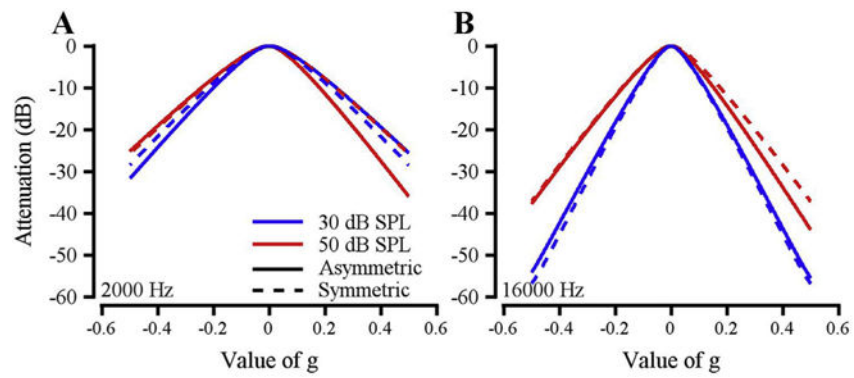 A
0
-10
-20
-30
-40
-50
-60
Attenuation (dB)
30 dB SPL
50 dB SPL
Asymmetric
Symmetric
2000 Hz
-0.6 -0.4 -0.2 0 0.2 0.4 0.6
Value of g
B
0
-10
-20
-30
-40
-50
-60
16000 Hz
-0.6 -0.4 -0.2 0 0.2 0.4 0.6
Value of g